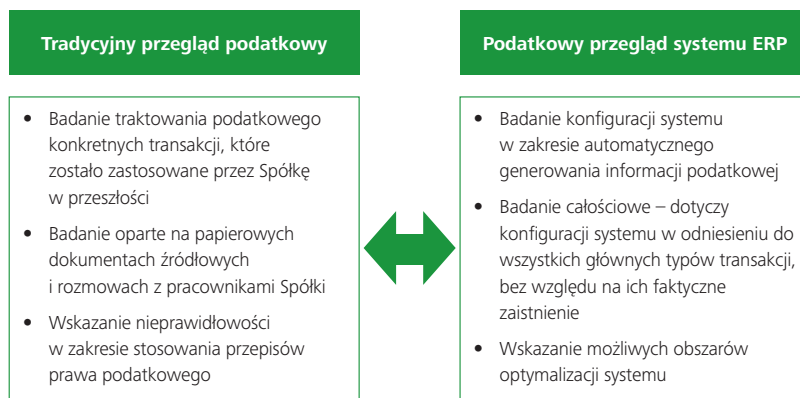 Tradycyjny przegląd podatkowy
• Badanie traktowania podatkowego
konkretnych transakcji, które
zostało zastosowane przez Spółkę
w przeszłości
• Badanie oparte na papierowych
dokumentach źródłowych
i rozmowach z pracownikami Spółki
• Wskazanie nieprawidłowości
w zakresie stosowania przepisów
prawa podatkowego
Podatkowy przegląd systemu ERP
• Badanie konfiguracji systemu
w zakresie automatycznego
generowania informacji podatkowej
• Badanie całościowe – dotyczy
konfiguracji systemu w odniesieniu do
wszystkich głównych typów transakcji,
bez względu na ich faktyczne
zaistnienie
• Wskazanie możliwych obszarów
optymalizacji systemu